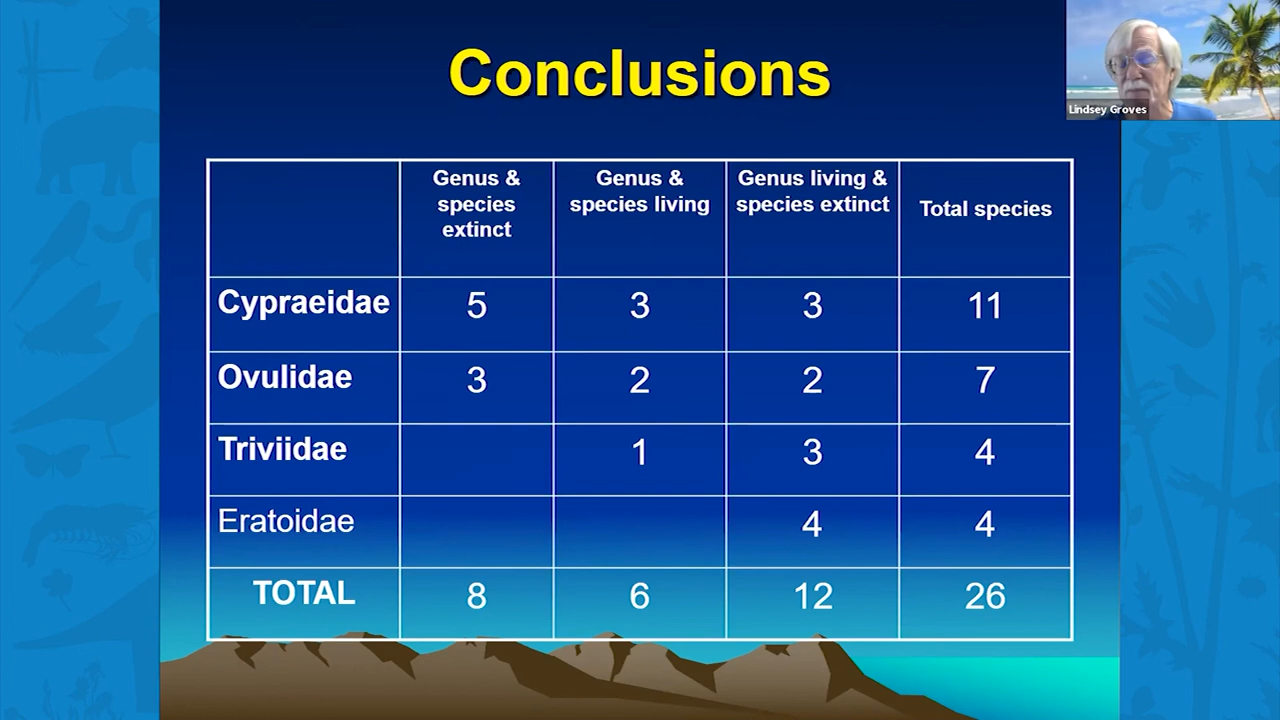 Conclusions
Lindsey Groves
Genus & species extinct Genus & species living Genus living & species extinct Total species
Cypraeidae 5 3 3 11
Ovulidae 3 2 2 7
Triviidae 1 3 4
Eratoidae 4 4
TOTAL 8 6 12 26